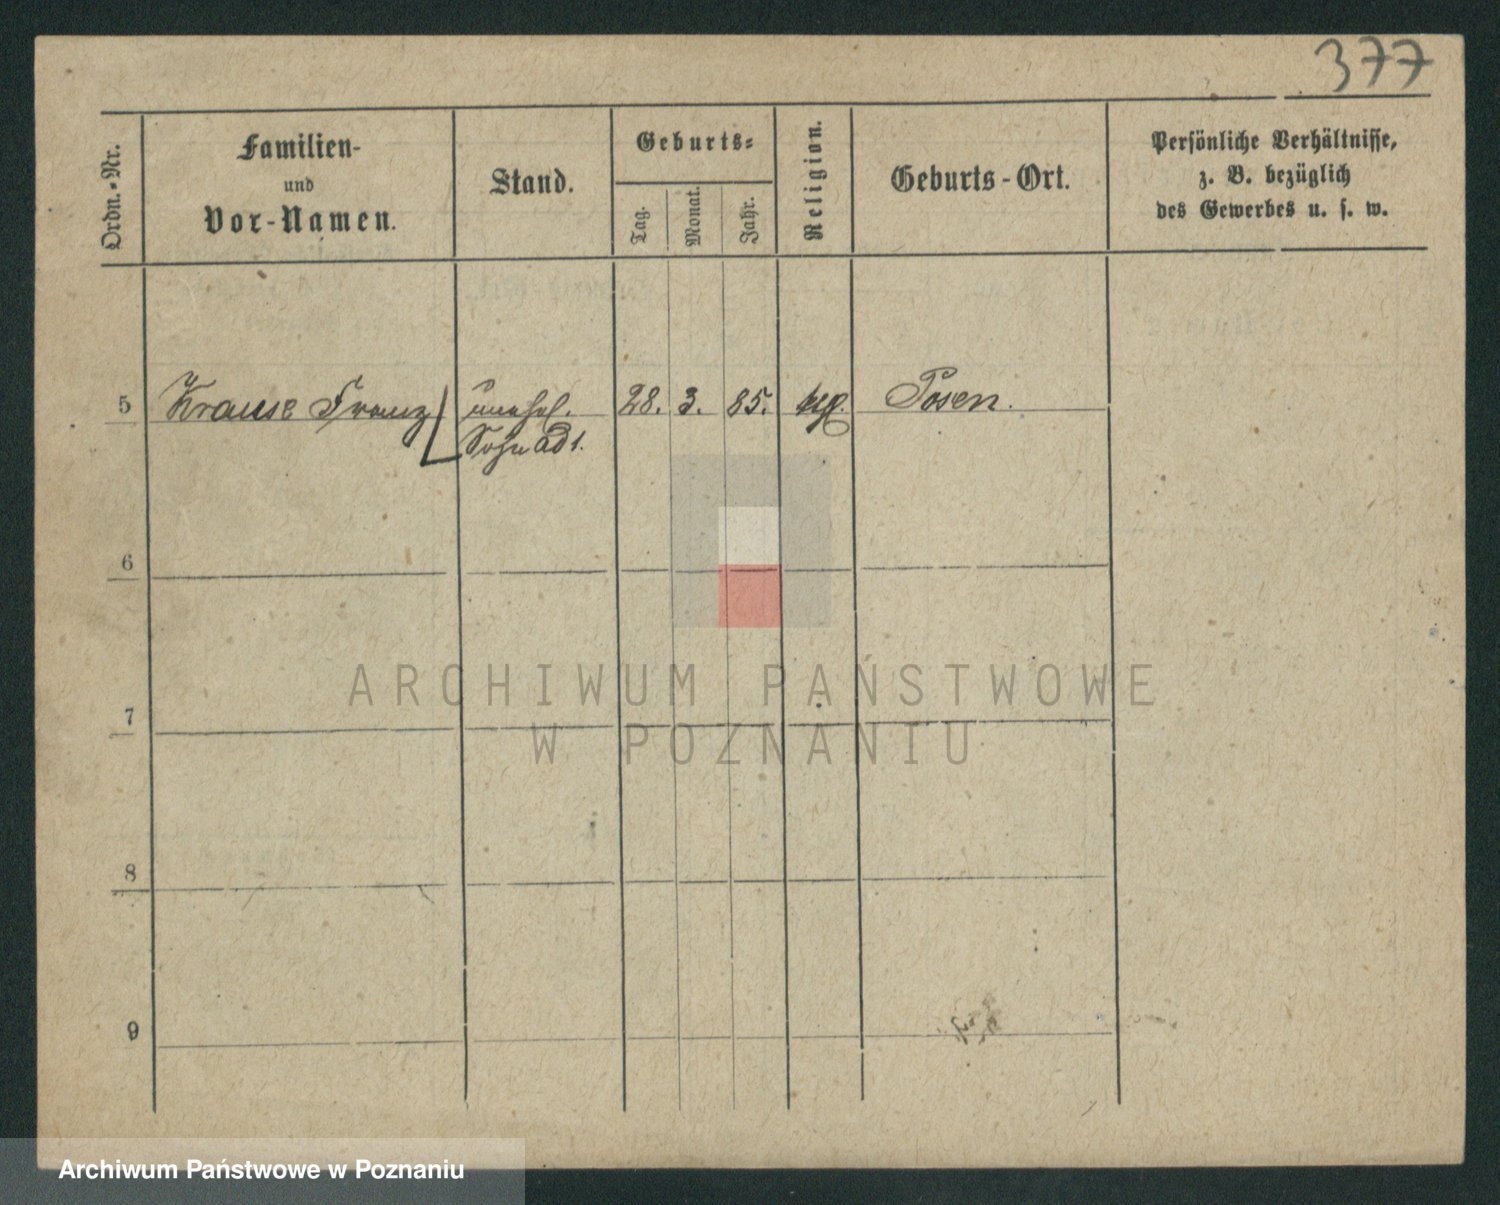 377
Ordn.-Nr.
Familien-
und
Vor-Namen.
Stand.
Geburts-
Tag.
Monat.
Jahr.
Religion.
Geburts-Ort.
Persönliche Verhältnisse,
z. B. bezüglich
des Gewerbes u. s. w.
5 Krause Franz unehel. 28. 3. 85. Posen.
Sohn ad 1.
6
7
8
9
ARCHIWUM PAŃSTWOWE
W POZNANIU
Archiwum Państwowe w Poznaniu